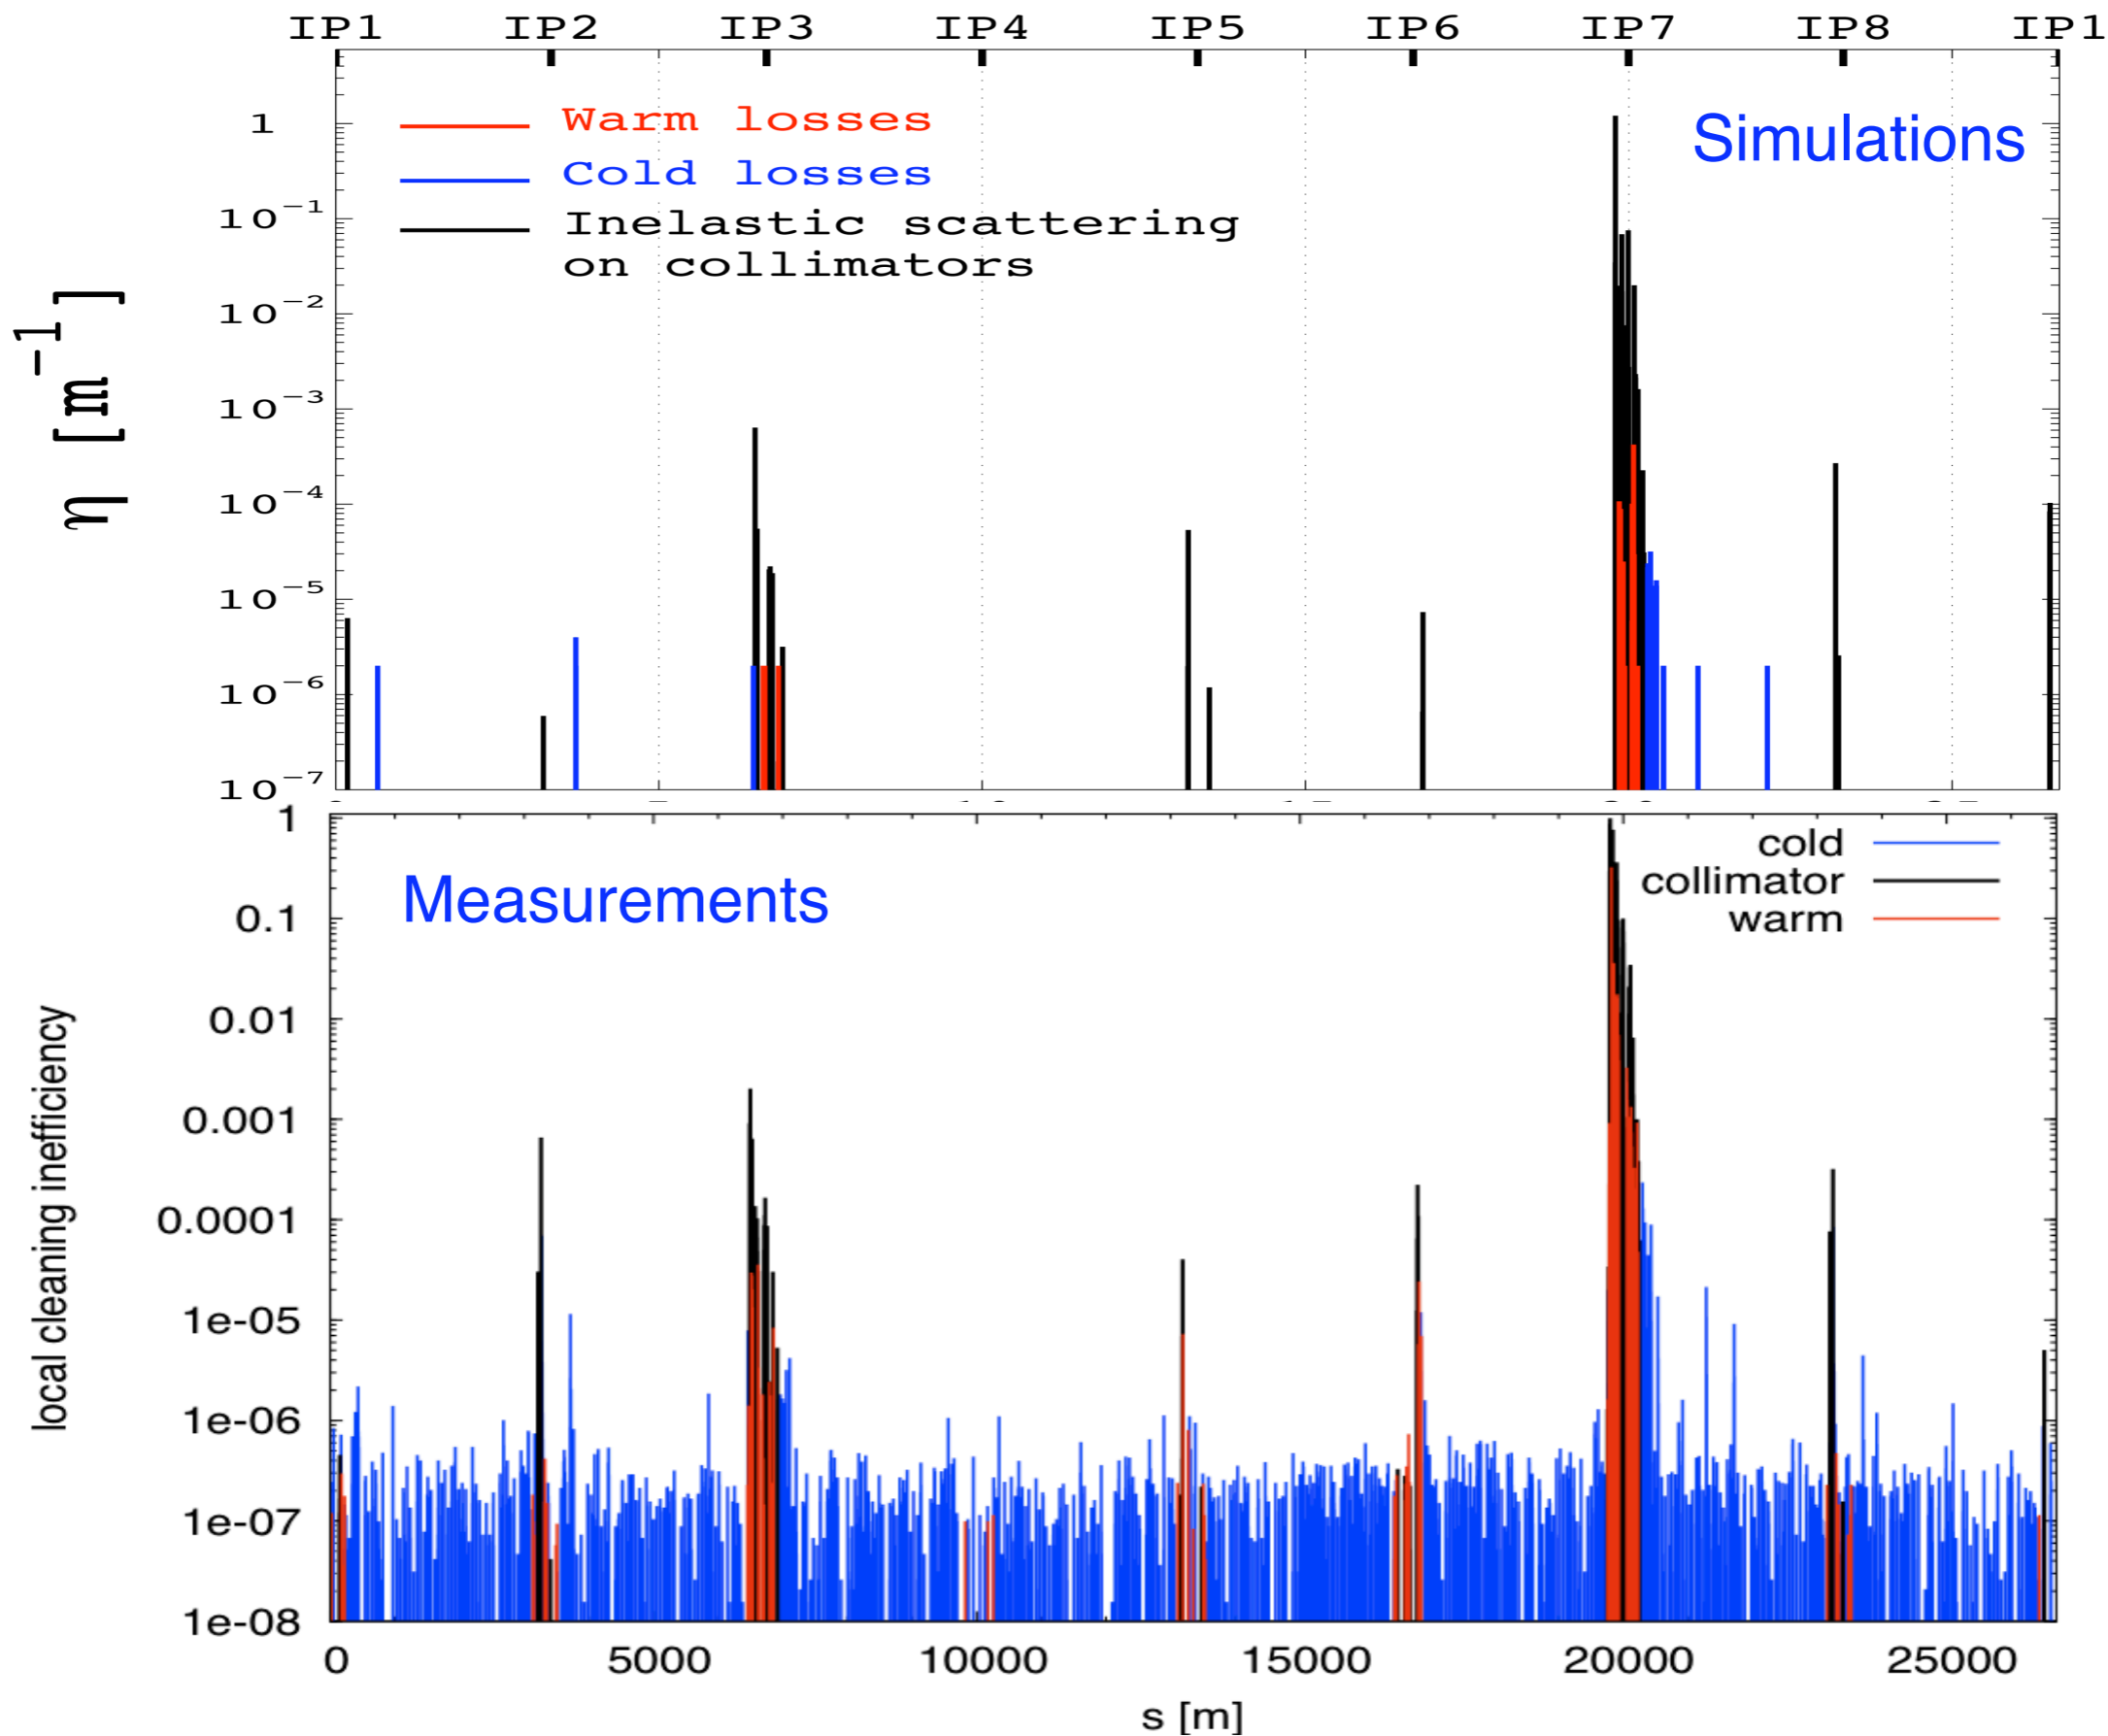 IP1 IP2 IP3 IP4 IP5 IP6 IP7 IP8 IP1
Warm losses
Cold losses
Inelastic scattering
on collimators
Simulations
η [m⁻¹]
1
10⁻¹
10⁻²
10⁻³
10⁻⁴
10⁻⁵
10⁻⁶
10⁻⁷
Measurements
cold
collimator
warm
local cleaning inefficiency
1
0.1
0.01
0.001
0.0001
1e-05
1e-06
1e-07
1e-08
0 5000 10000 15000 20000 25000
s [m]